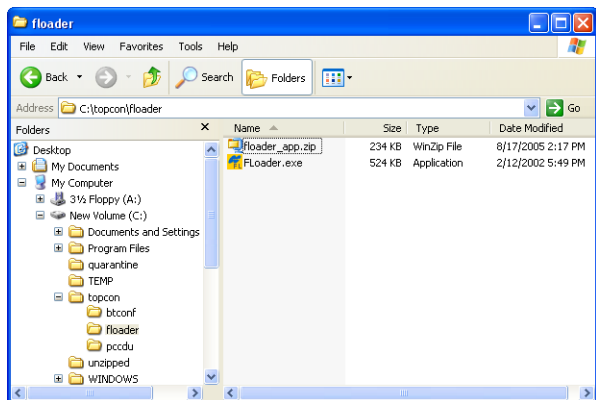 floader
File Edit View Favorites Tools Help
Back Search Folders
Address C:\topcon\floader Go
Folders X Name Size Type Date Modified
Desktop
My Documents
My Computer
3½ Floppy (A:)
New Volume (C:)
Documents and Settings
Program Files
quarantine
TEMP
topcon
btconf
floader
pccdu
unzipped
WINDOWS
floader_app.zip 234 KB WinZip File 8/17/2005 2:17 PM
FLoader.exe 524 KB Application 2/12/2002 5:49 PM